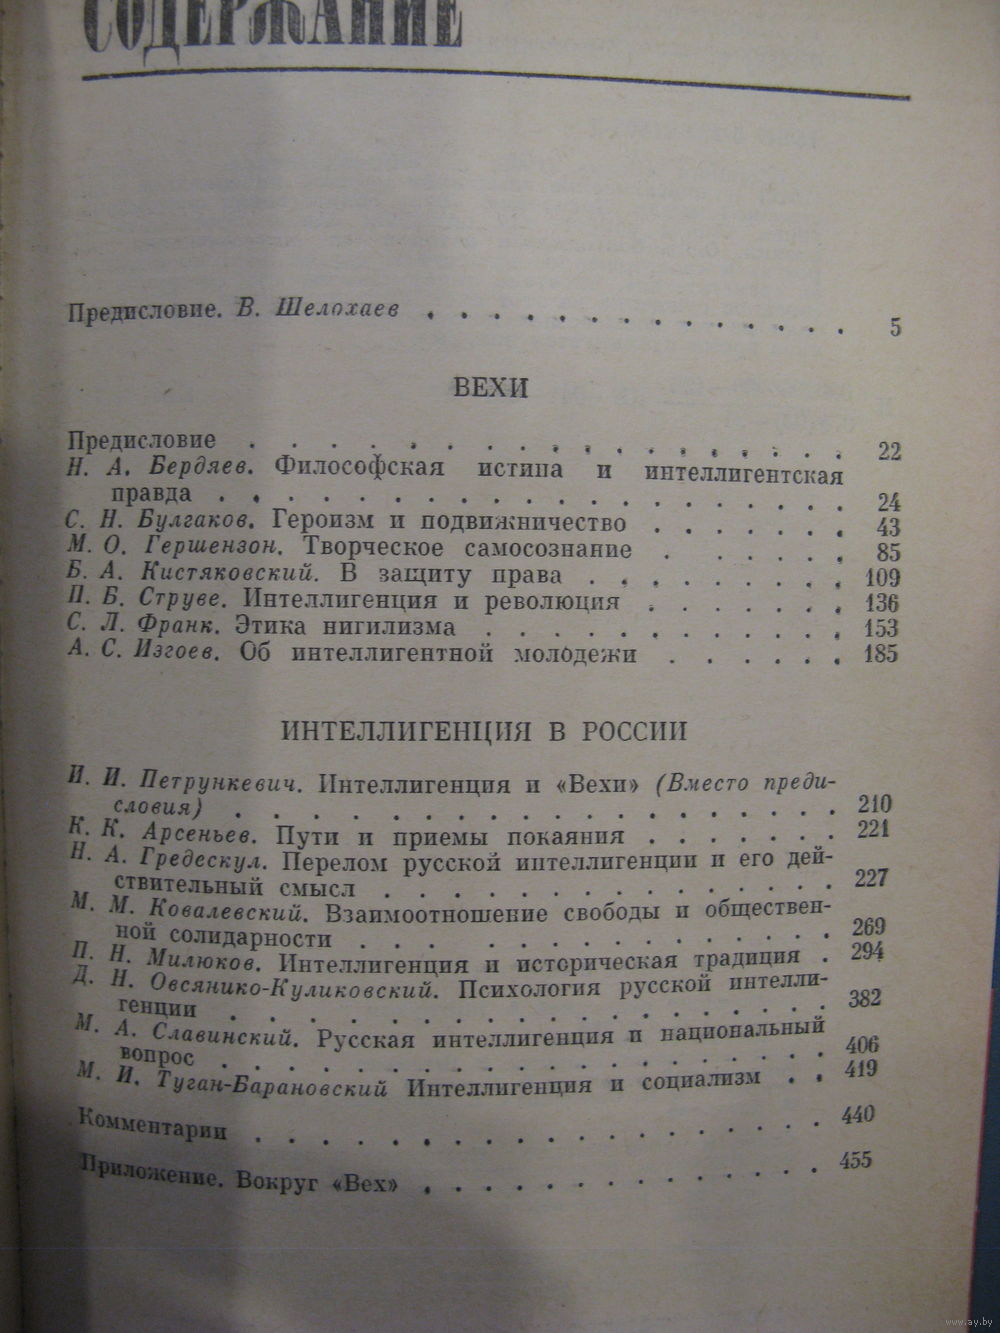 СОДЕРЖАНИЕ
Предисловие. В. Шелохаев . . . . . . . . . . . . . . 5
ВЕХИ
Предисловие . . . . . . . . . . . . . . . . . . 22
Н. А. Бердяев. Философская истина и интеллигентская
правда . . . . . . . . . . . . . . . . . . 24
С. Н. Булгаков. Героизм и подвижничество . . . . . . 43
М. О. Гершензон. Творческое самосознание . . . . . . 85
Б. А. Кистяковский. В защиту права . . . . . . . . 109
П. Б. Струве. Интеллигенция и революция . . . . . . . 136
С. Л. Франк. Этика нигилизма . . . . . . . . . . . 153
А. С. Изгоев. Об интеллигентной молодежи . . . . . . 185
ИНТЕЛЛИГЕНЦИЯ В РОССИИ
И. И. Петрункевич. Интеллигенция и «Вехи» (Вместо преди-
словия) . . . . . . . . . . . . . . . . . . 210
К. К. Арсеньев. Пути и приемы покаяния . . . . . . . 221
Н. А. Гредескул. Перелом русской интеллигенции и его дей-
ствительный смысл . . . . . . . . . . . . . . 227
М. М. Ковалевский. Взаимоотношение свободы и обществен-
ной солидарности . . . . . . . . . . . . . . 269
П. Н. Милюков. Интеллигенция и историческая традиция . 294
Д. Н. Овсянико-Куликовский. Психология русской интелли-
генции . . . . . . . . . . . . . . . . . . 382
М. А. Славинский. Русская интеллигенция и национальный
вопрос . . . . . . . . . . . . . . . . . . 406
М. И. Туган-Барановский Интеллигенция и социализм . . 419
Комментарии . . . . . . . . . . . . . . . . . . 440
Приложение. Вокруг «Вех» . . . . . . . . . . . . . 455
www.ay.by